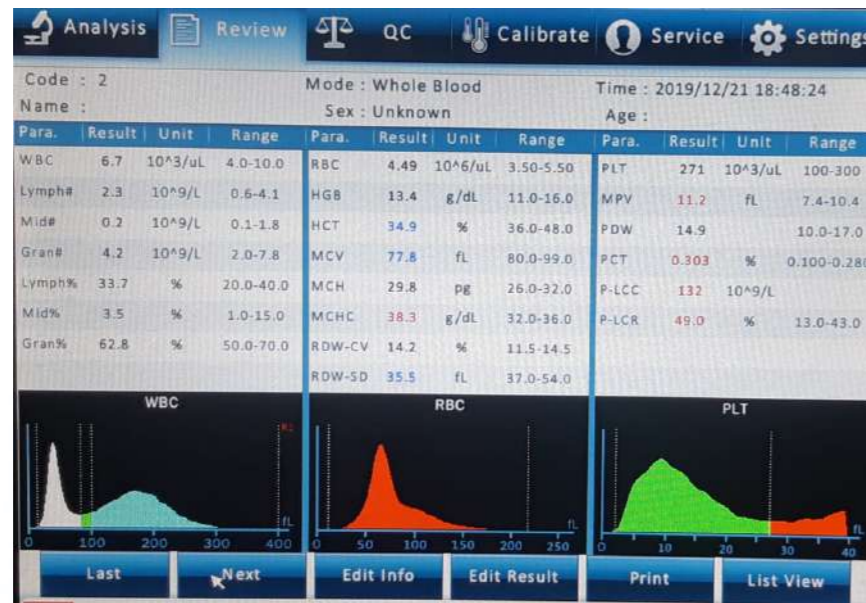 Analysis Review QC Calibrate Service Settings
Code : 2 Mode : Whole Blood Time : 2019/12/21 18:48:24
Name : Sex : Unknown Age :
Para. Result Unit Range Para. Result Unit Range Para. Result Unit Range
WBC 6.7 10^3/uL 4.0-10.0 RBC 4.49 10^6/uL 3.50-5.50 PLT 271 10^3/uL 100-300
Lymph# 2.3 10^9/L 0.6-4.1 HGB 13.4 g/dL 11.0-16.0 MPV 11.2 fL 7.4-10.4
Mid# 0.2 10^9/L 0.1-1.8 HCT 34.9 % 36.0-48.0 PDW 14.9 10.0-17.0
Gran# 4.2 10^9/L 2.0-7.8 MCV 77.8 fL 80.0-99.0 PCT 0.303 % 0.100-0.280
Lymph% 33.7 % 20.0-40.0 MCH 29.8 pg 26.0-32.0 P-LCC 132 10^9/L
Mid% 3.5 % 1.0-15.0 MCHC 38.3 g/dL 32.0-36.0 P-LCR 49.0 % 13.0-43.0
Gran% 62.8 % 50.0-70.0 RDW-CV 14.2 % 11.5-14.5
RDW-SD 35.5 fL 37.0-54.0
WBC RBC PLT
fL fL fL
0 100 200 300 400 0 50 100 150 200 250 0 10 20 30 40
Last Next Edit Info Edit Result Print List View